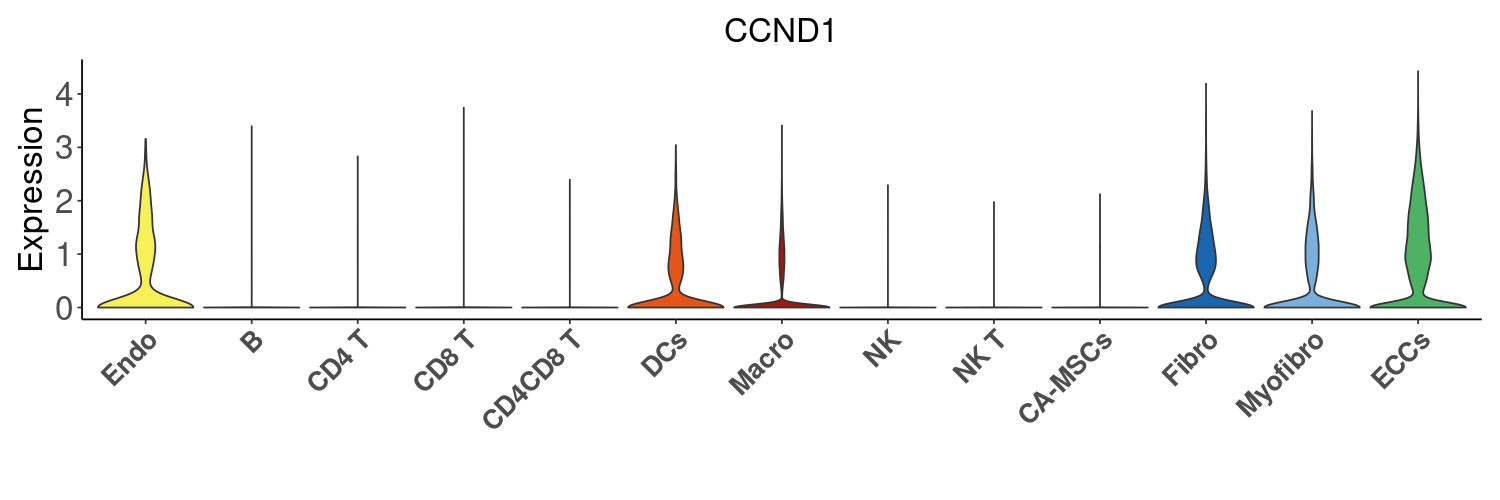 CCND1
Expression
4
3
2
1
0
Endo
B
CD4 T
CD8 T
CD4CD8 T
DCs
Macro
NK
NK T
CA-MSCs
Fibro
Myofibro
ECCs